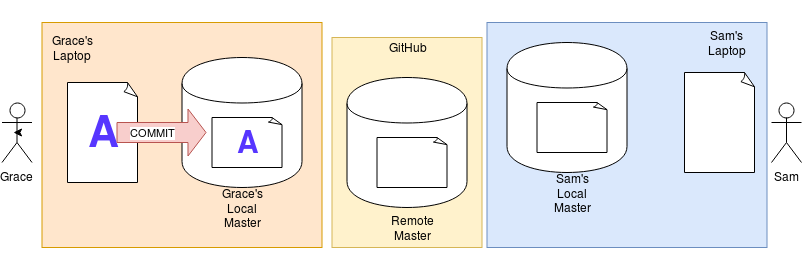 Grace's
Laptop
A
COMMIT
A
Grace's
Local
Master
Grace
GitHub
Remote
Master
Sam's
Laptop
Sam's
Local
Master
Sam